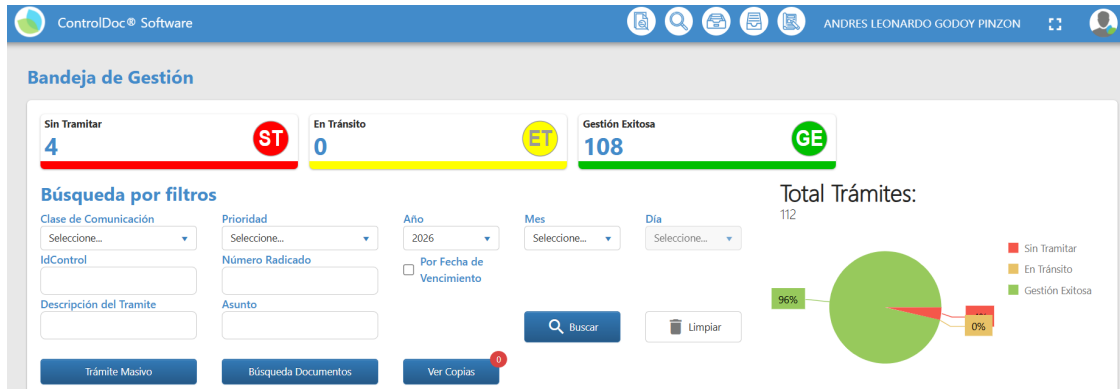 ControlDoc® Software
ANDRES LEONARDO GODOY PINZON
Bandeja de Gestión
Sin Tramitar
4
ST
En Tránsito
0
ET
Gestión Exitosa
108
GE
Búsqueda por filtros
Clase de Comunicación
Seleccione...
Prioridad
Seleccione...
Año
2026
Mes
Seleccione...
Día
Seleccione...
IdControl
Número Radicado
Por Fecha de
Vencimiento
Descripción del Tramite
Asunto
Buscar
Limpiar
Trámite Masivo
Búsqueda Documentos
Ver Copias
0
Total Trámites:
112
96%
0%
Sin Tramitar
En Tránsito
Gestión Exitosa